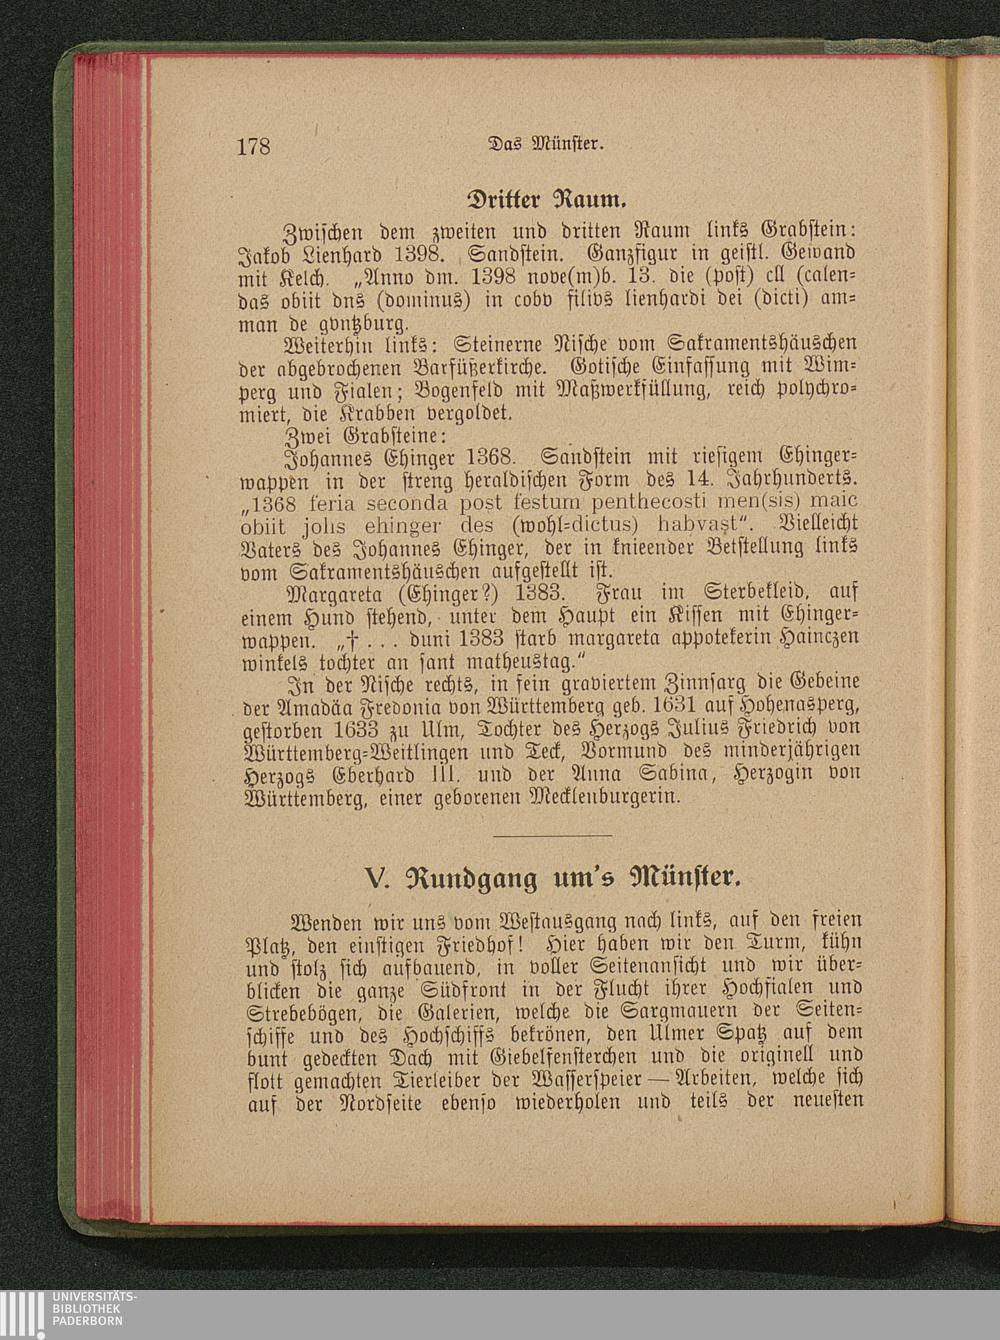 178 Das Münster.
Dritter Raum.
Zwischen dem zweiten und dritten Raum links Grabstein:
Jakob Lienhard 1398. Sandstein. Ganzfigur in geistl. Gewand
mit Kelch. „Anno dm. 1398 nove(m)b. 13. die (post) cll (calen-
das obiit dns (dominus) in cobv filivs lienhardi dei (dicti) am-
man de gvntzburg.
Weiterhin links: Steinerne Nische vom Sakramentshäuschen
der abgebrochenen Barfüßerkirche. Gotische Einfassung mit Wim-
perg und Fialen; Bogenfeld mit Maßwerkfüllung, reich polychro-
miert, die Krabben vergoldet.
Zwei Grabsteine:
Johannes Ehinger 1368. Sandstein mit riesigem Ehinger-
wappen in der streng heraldischen Form des 14. Jahrhunderts.
„1368 feria seconda post festum penthecosti men(sis) maic
obiit johs ehinger des (wohl=dictus) habvast“. Vielleicht
Vaters des Johannes Ehinger, der in knieender Betstellung links
vom Sakramentshäuschen aufgestellt ist.
Margareta (Ehinger?) 1383. Frau im Sterbekleid, auf
einem Hund stehend, unter dem Haupt ein Kissen mit Ehinger-
wappen. „† . . . duni 1383 starb margareta appotekerin Hainczen
winkels tochter an sant matheustag.“
In der Nische rechts, in fein graviertem Zinnsarg die Gebeine
der Amadäa Fredonia von Württemberg geb. 1631 auf Hohenasperg,
gestorben 1633 zu Ulm, Tochter des Herzogs Julius Friedrich von
Württemberg-Weitlingen und Teck, Vormund des minderjährigen
Herzogs Eberhard III. und der Anna Sabina, Herzogin von
Württemberg, einer geborenen Mecklenburgerin.
V. Rundgang um's Münster.
Wenden wir uns vom Westausgang nach links, auf den freien
Platz, den einstigen Friedhof! Hier haben wir den Turm, kühn
und stolz sich aufbauend, in voller Seitenansicht und wir über-
blicken die ganze Südfront in der Flucht ihrer Hochfialen und
Strebebögen, die Galerien, welche die Sargmauern der Seiten-
schiffe und des Hochschiffs bekrönen, den Ulmer Spatz auf dem
bunt gedeckten Dach mit Giebelfensterchen und die originell und
flott gemachten Tierleiber der Wasserspeier — Arbeiten, welche sich
auf der Nordseite ebenso wiederholen und teils der neuesten
UNIVERSITÄTS-
BIBLIOTHEK
PADERBORN